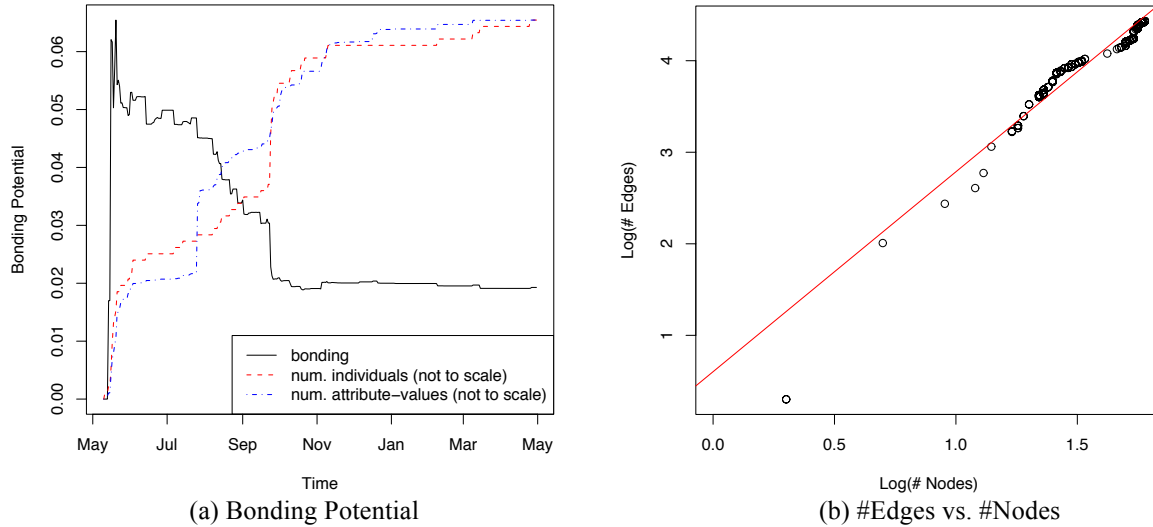 Bonding Potential
0.00 0.01 0.02 0.03 0.04 0.05 0.06
bonding
num. individuals (not to scale)
num. attribute−values (not to scale)
May Jul Sep Nov Jan Mar May
Time
(a) Bonding Potential
Log(# Edges)
1 2 3 4
0.0 0.5 1.0 1.5
Log(# Nodes)
(b) #Edges vs. #Nodes